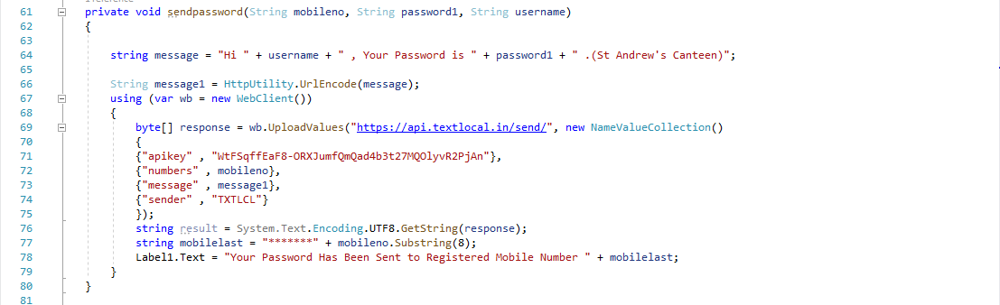 61 private void sendpassword(String mobileno, String password1, String username)
62 {
63
64 string message = "Hi " + username + " , Your Password is " + password1 + " .(St Andrew's Canteen)";
65
66 String message1 = HttpUtility.UrlEncode(message);
67 using (var wb = new WebClient())
68 {
69 byte[] response = wb.UploadValues("https://api.textlocal.in/send/", new NameValueCollection()
70 {
71 {"apikey" , "WtFSqffEaF8-ORXJumfQmQad4b3t27MQOlyvR2PjAn"},
72 {"numbers" , mobileno},
73 {"message" , message1},
74 {"sender" , "TXTLCL"}
75 });
76 string result = System.Text.Encoding.UTF8.GetString(response);
77 string mobilelast = "*******" + mobileno.Substring(8);
78 Label1.Text = "Your Password Has Been Sent to Registered Mobile Number " + mobilelast;
79 }
80 }
81